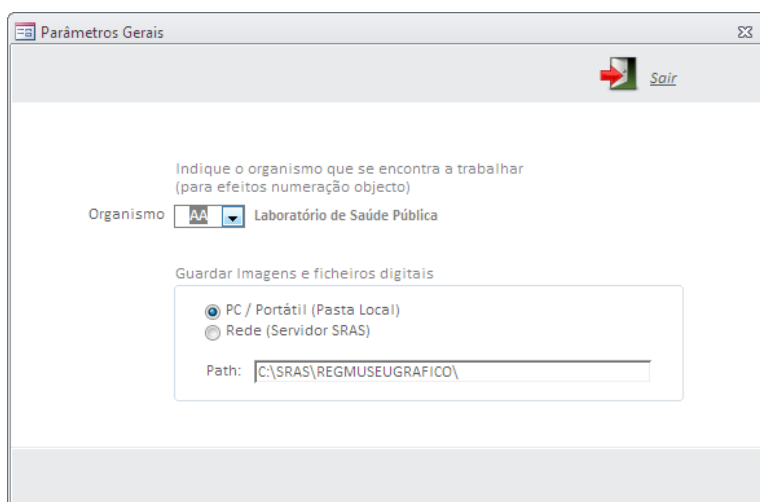 Parâmetros Gerais
Sair
Indique o organismo que se encontra a trabalhar
(para efeitos numeração objecto)
Organismo AA Laboratório de Saúde Pública
Guardar Imagens e ficheiros digitais
PC / Portátil (Pasta Local)
Rede (Servidor SRAS)
Path: C:\SRAS\REGMUSEUGRAFICO\